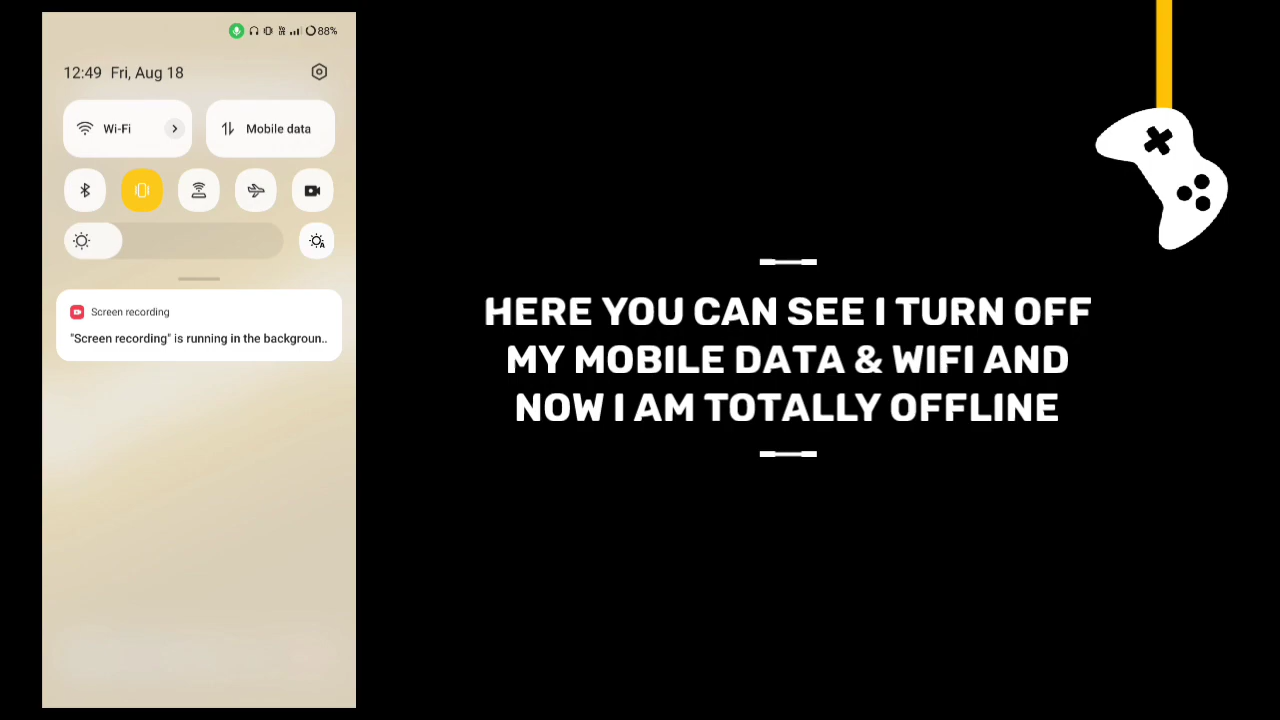 88%
12:49 Fri, Aug 18
Wi-Fi
Mobile data
Screen recording
"Screen recording" is running in the backgroun..
HERE YOU CAN SEE I TURN OFF
MY MOBILE DATA & WIFI AND
NOW I AM TOTALLY OFFLINE